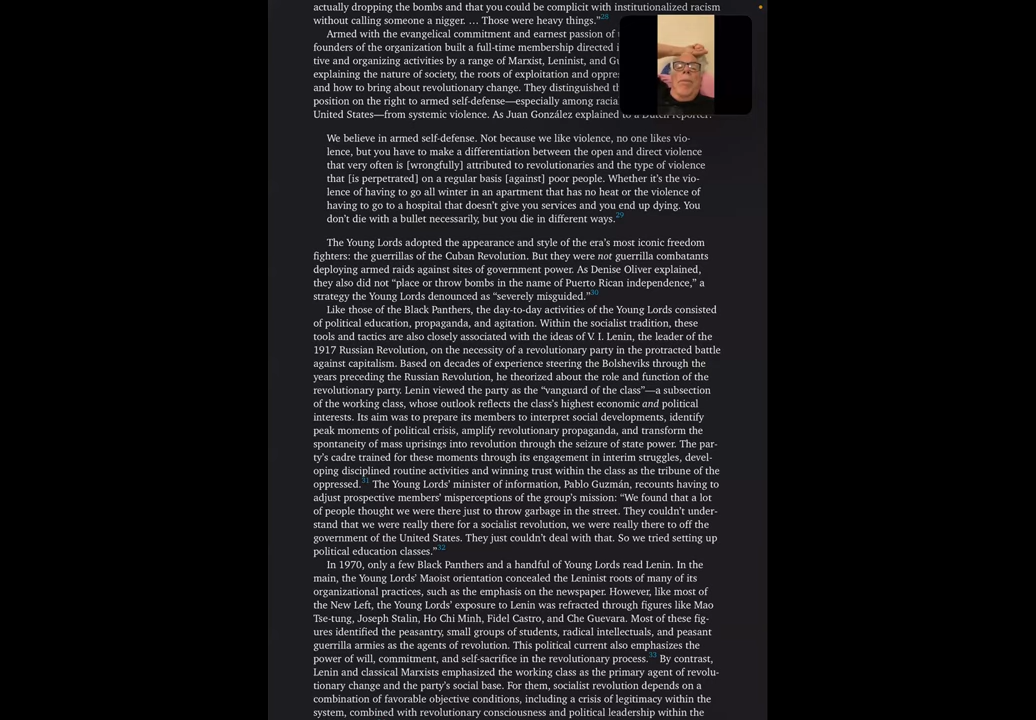 actually dropping the bombs and that you could be complicit with institutionalized racism
without calling someone a nigger. … Those were heavy things.”28
Armed with the evangelical commitment and earnest passion of
founders of the organization built a full-time membership directed i
tive and organizing activities by a range of Marxist, Leninist, and Gu
explaining the nature of society, the roots of exploitation and oppres
and how to bring about revolutionary change. They distinguished th
position on the right to armed self-defense—especially among racia
United States—from systemic violence. As Juan González explained to a Dutch reporter:
We believe in armed self-defense. Not because we like violence, no one likes vio-
lence, but you have to make a differentiation between the open and direct violence
that very often is [wrongfully] attributed to revolutionaries and the type of violence
that [is perpetrated] on a regular basis [against] poor people. Whether it’s the vio-
lence of having to go all winter in an apartment that has no heat or the violence of
having to go to a hospital that doesn’t give you services and you end up dying. You
don’t die with a bullet necessarily, but you die in different ways.29
The Young Lords adopted the appearance and style of the era’s most iconic freedom
fighters: the guerrillas of the Cuban Revolution. But they were not guerrilla combatants
deploying armed raids against sites of government power. As Denise Oliver explained,
they also did not “place or throw bombs in the name of Puerto Rican independence,” a
strategy the Young Lords denounced as “severely misguided.”30
Like those of the Black Panthers, the day-to-day activities of the Young Lords consisted
of political education, propaganda, and agitation. Within the socialist tradition, these
tools and tactics are also closely associated with the ideas of V. I. Lenin, the leader of the
1917 Russian Revolution, on the necessity of a revolutionary party in the protracted battle
against capitalism. Based on decades of experience steering the Bolsheviks through the
years preceding the Russian Revolution, he theorized about the role and function of the
revolutionary party. Lenin viewed the party as the “vanguard of the class”—a subsection
of the working class, whose outlook reflects the class’s highest economic and political
interests. Its aim was to prepare its members to interpret social developments, identify
peak moments of political crisis, amplify revolutionary propaganda, and transform the
spontaneity of mass uprisings into revolution through the seizure of state power. The par-
ty’s cadre trained for these moments through its engagement in interim struggles, devel-
oping disciplined routine activities and winning trust within the class as the tribune of the
oppressed.31 The Young Lords’ minister of information, Pablo Guzmán, recounts having to
adjust prospective members’ misperceptions of the group’s mission: “We found that a lot
of people thought we were there just to throw garbage in the street. They couldn’t under-
stand that we were really there for a socialist revolution, we were really there to off the
government of the United States. They just couldn’t deal with that. So we tried setting up
political education classes.”32
In 1970, only a few Black Panthers and a handful of Young Lords read Lenin. In the
main, the Young Lords’ Maoist orientation concealed the Leninist roots of many of its
organizational practices, such as the emphasis on the newspaper. However, like most of
the New Left, the Young Lords’ exposure to Lenin was refracted through figures like Mao
Tse-tung, Joseph Stalin, Ho Chi Minh, Fidel Castro, and Che Guevara. Most of these fig-
ures identified the peasantry, small groups of students, radical intellectuals, and peasant
guerrilla armies as the agents of revolution. This political current also emphasizes the
power of will, commitment, and self-sacrifice in the revolutionary process.33 By contrast,
Lenin and classical Marxists emphasized the working class as the primary agent of revolu-
tionary change and the party’s social base. For them, socialist revolution depends on a
combination of favorable objective conditions, including a crisis of legitimacy within the
system, combined with revolutionary consciousness and political leadership within the